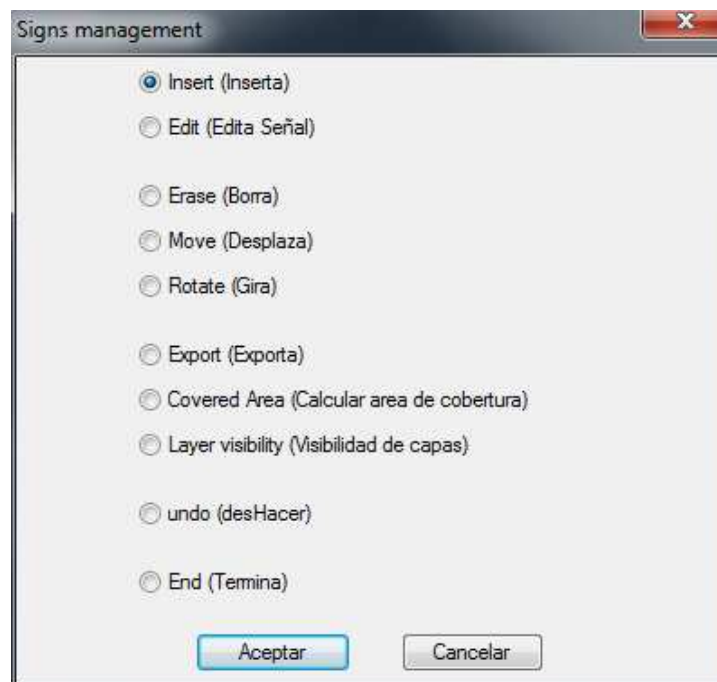 Signs management
Insert (Inserta)
Edit (Edita Señal)
Erase (Borra)
Move (Desplaza)
Rotate (Gira)
Export (Exporta)
Covered Area (Calcular area de cobertura)
Layer visibility (Visibilidad de capas)
undo (desHacer)
End (Termina)
Aceptar
Cancelar